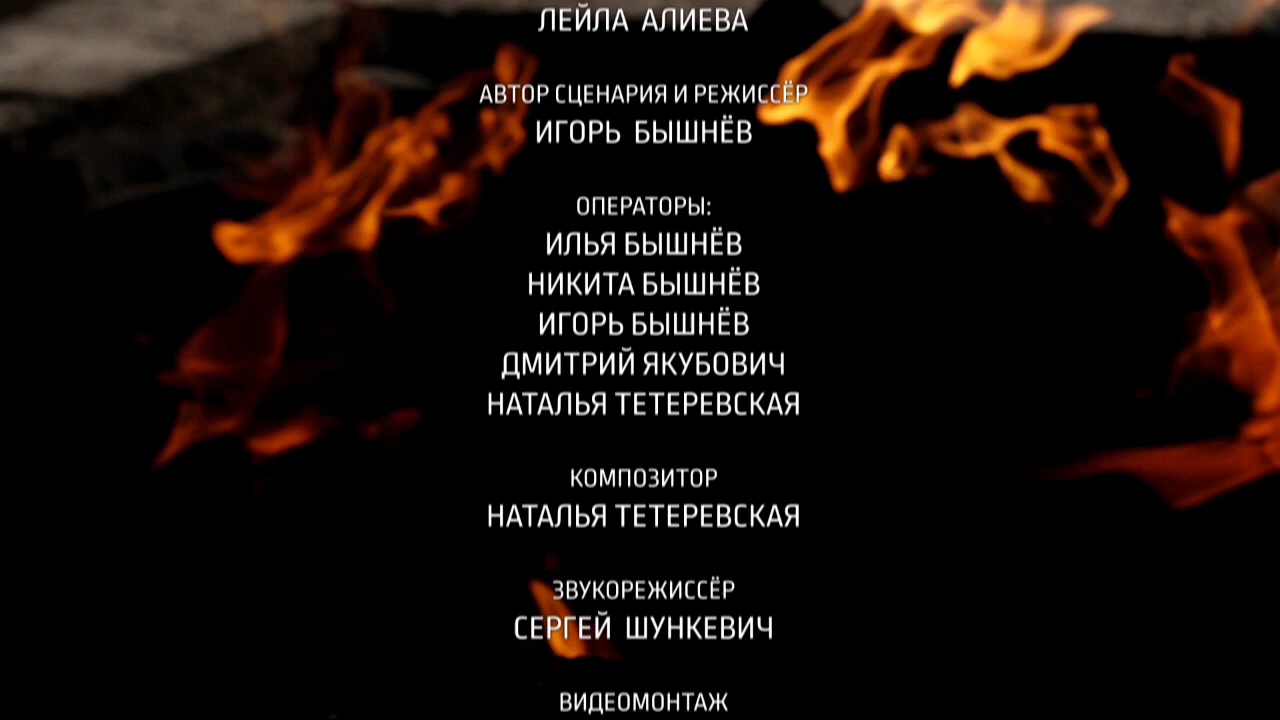 ЛЕЙЛА АЛИЕВА
АВТОР СЦЕНАРИЯ И РЕЖИССЁР
ИГОРЬ БЫШНЁВ
ОПЕРАТОРЫ:
ИЛЬЯ БЫШНЁВ
НИКИТА БЫШНЁВ
ИГОРЬ БЫШНЁВ
ДМИТРИЙ ЯКУБОВИЧ
НАТАЛЬЯ ТЕТЕРЕВСКАЯ
КОМПОЗИТОР
НАТАЛЬЯ ТЕТЕРЕВСКАЯ
ЗВУКОРЕЖИССЁР
СЕРГЕЙ ШУНКЕВИЧ
ВИДЕОМОНТАЖ